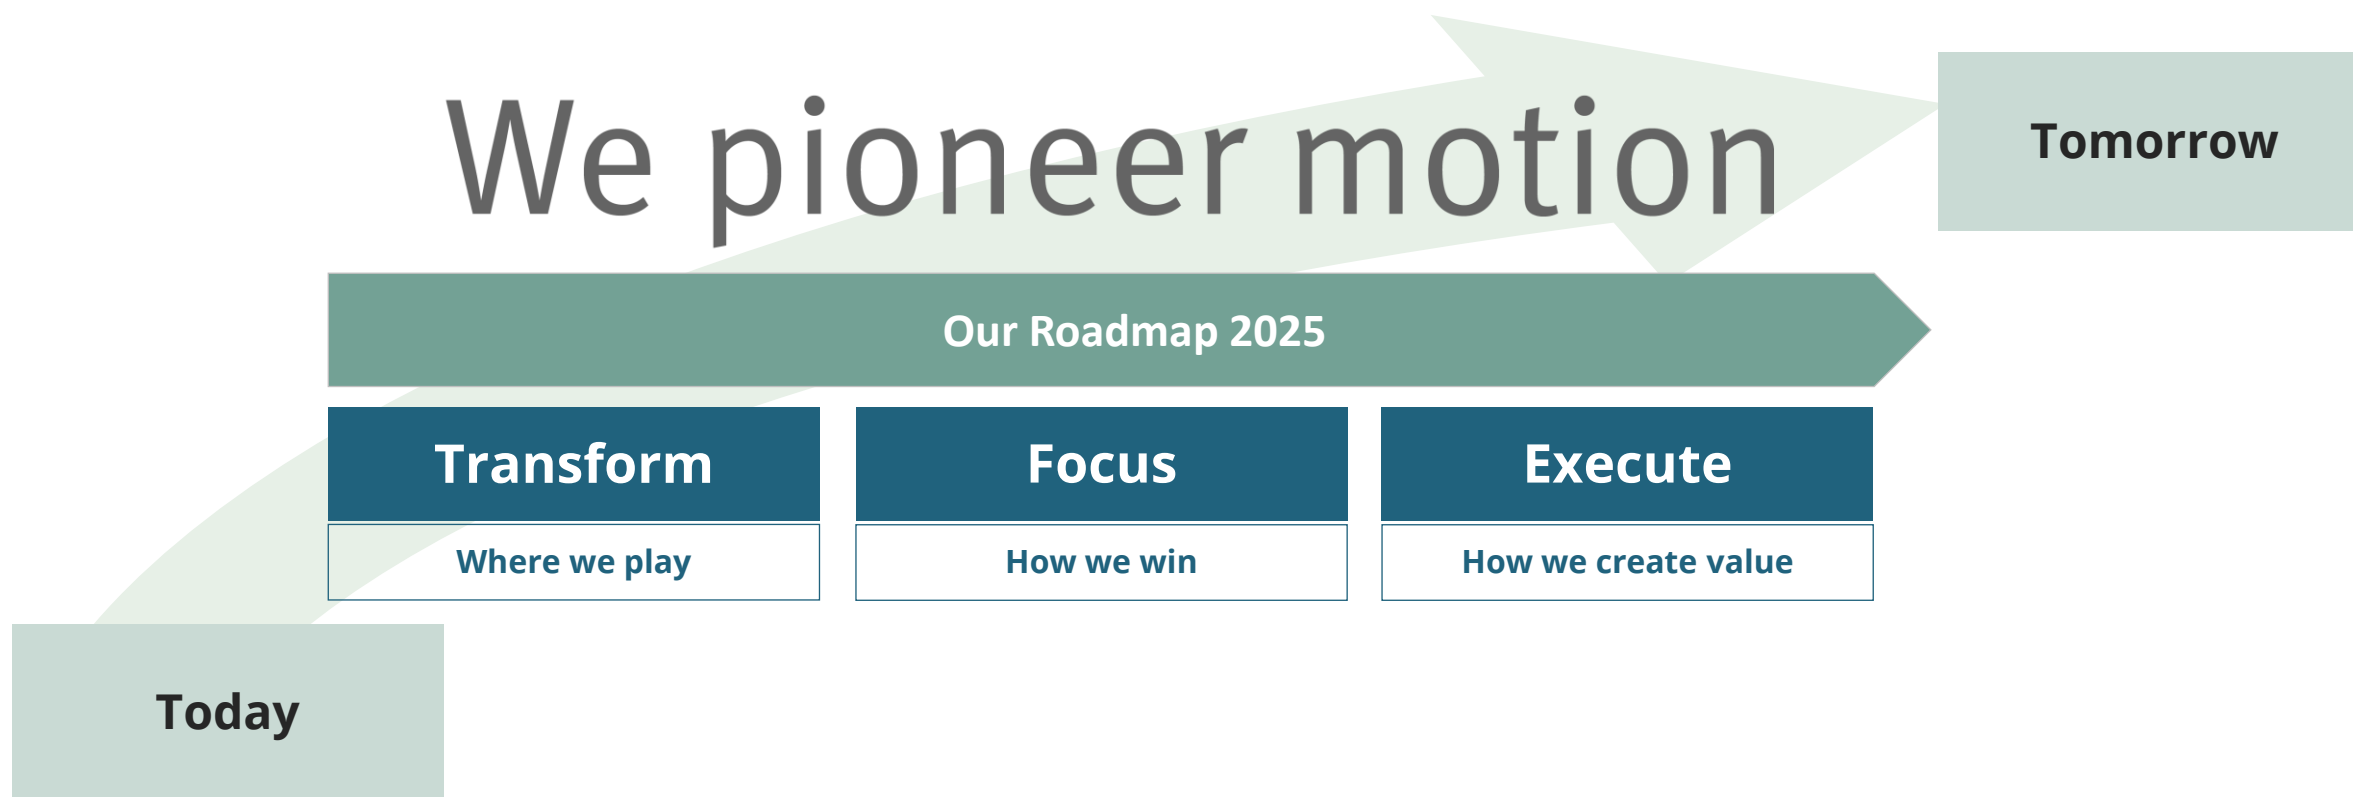 We pioneer motion
Tomorrow
Our Roadmap 2025
Transform
Focus
Execute
Where we play
How we win
How we create value
Today